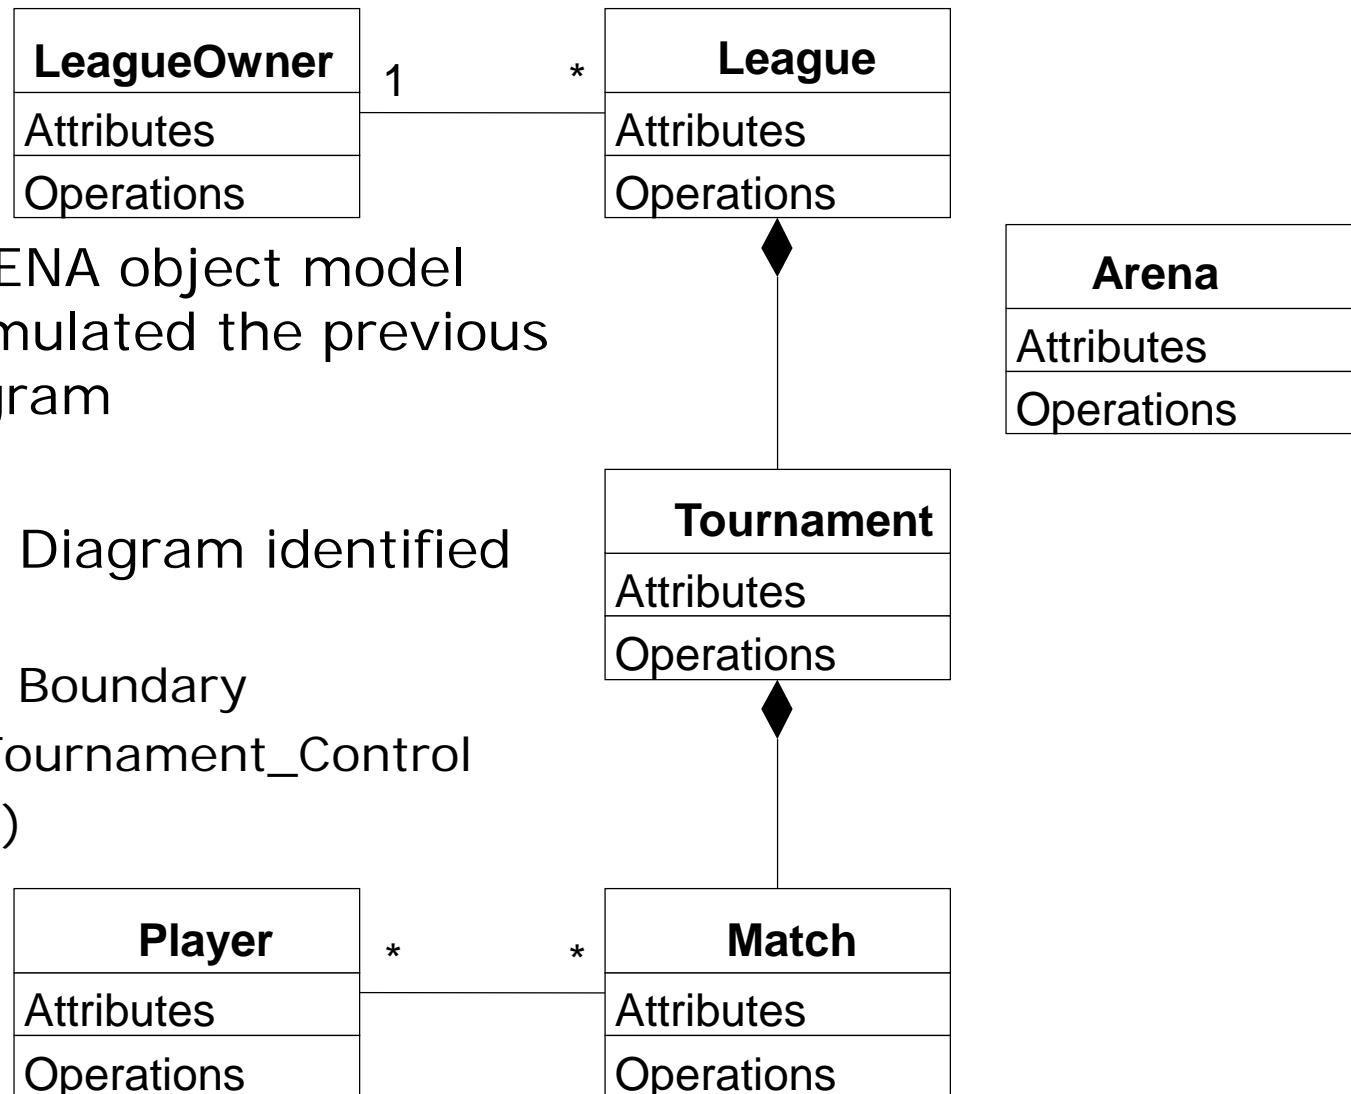 LeagueOwner
Attributes
Operations
1 *
League
Attributes
Operations
ENA object model
mulated the previous
gram
Arena
Attributes
Operations
Diagram identified
Boundary
Tournament_Control
)
Tournament
Attributes
Operations
Player
Attributes
Operations
* *
Match
Attributes
Operations